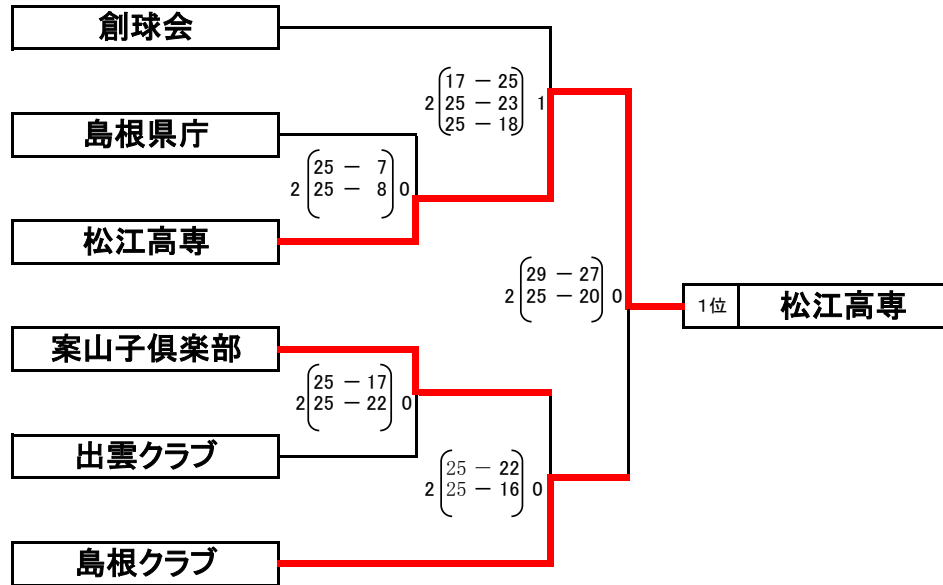 創球会
17 － 25
2 25 － 23 1
25 － 18
島根県庁
25 － 7
2 25 － 8 0
松江高専
29 － 27
2 25 － 20 0
1位 松江高専
案山子倶楽部
25 － 17
2 25 － 22 0
出雲クラブ
25 － 22
2 25 － 16 0
島根クラブ